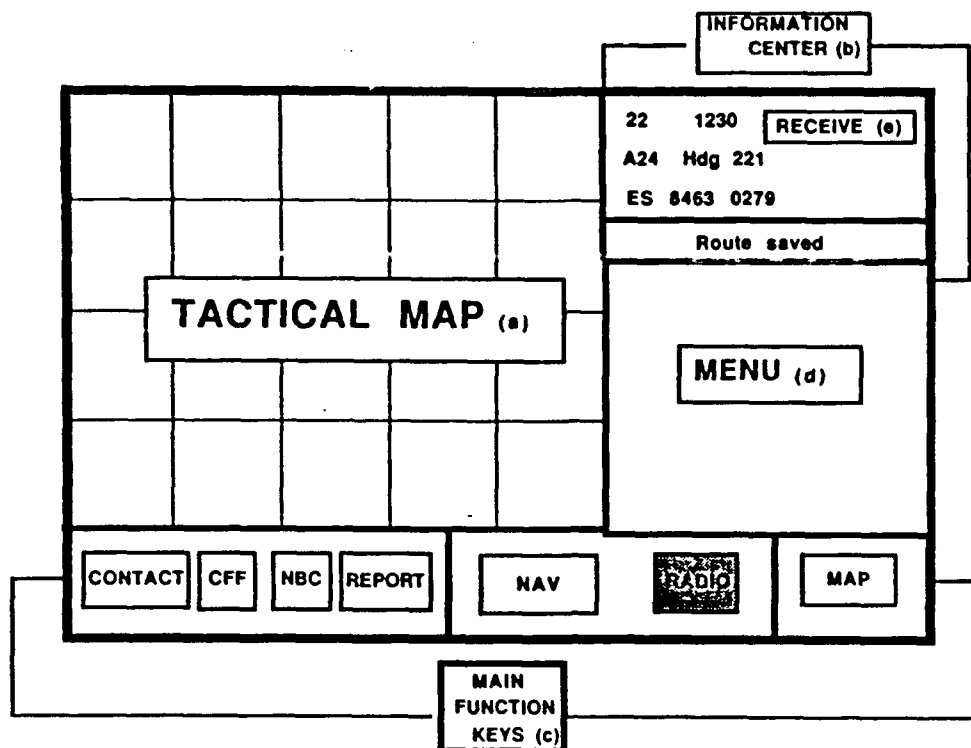 INFORMATION
CENTER (b)
22 1230 RECEIVE (e)
A24 Hdg 221
ES 8463 0279
Route saved
TACTICAL MAP (a)
MENU (d)
CONTACT CFF NBC REPORT NAV RADIO MAP
MAIN
FUNCTION
KEYS (c)